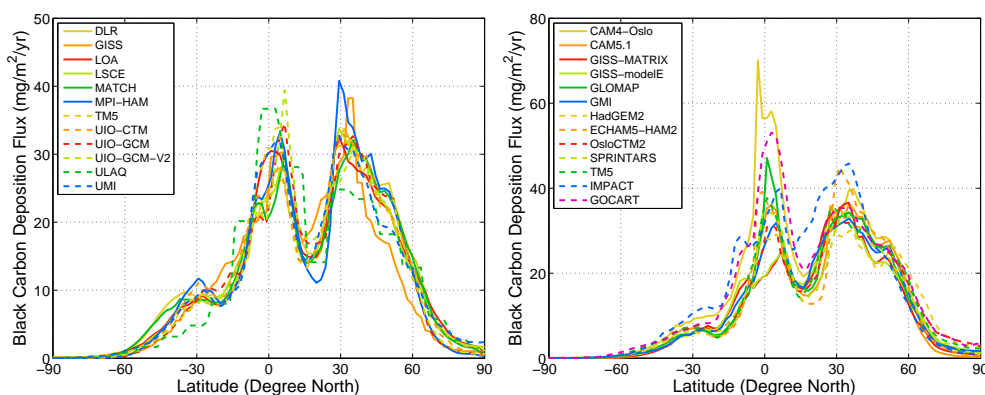 Black Carbon Deposition Flux (mg/m²/yr)
50
40
30
20
10
0
DLR
GISS
LOA
LSCE
MATCH
MPI−HAM
TM5
UIO−CTM
UIO−GCM
UIO−GCM−V2
ULAQ
UMI
−90 −60 −30 0 30 60 90
Latitude (Degree North)
Black Carbon Deposition Flux (mg/m²/yr)
80
60
40
20
0
CAM4−Oslo
CAM5.1
GISS−MATRIX
GISS−modelE
GLOMAP
GMI
HadGEM2
ECHAM5−HAM2
OsloCTM2
SPRINTARS
TM5
IMPACT
GOCART
−90 −60 −30 0 30 60 90
Latitude (Degree North)